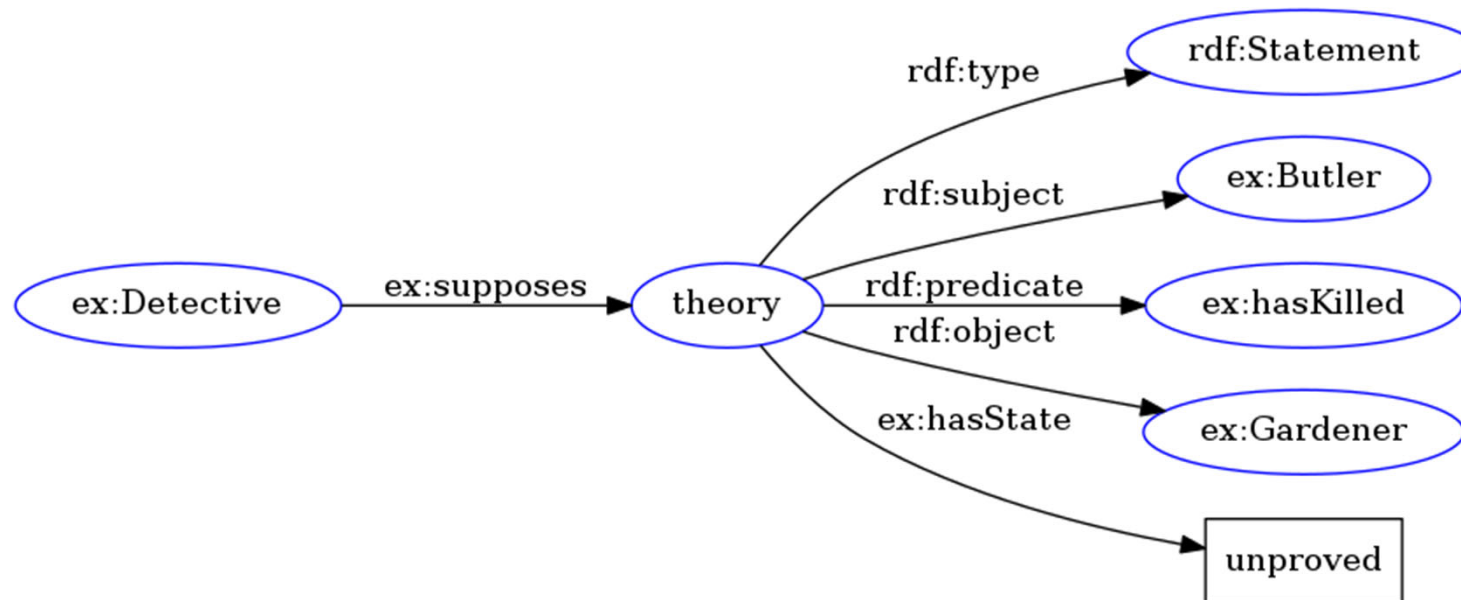 rdf:Statement
rdf:type
ex:Butler
rdf:subject
ex:Detective
ex:supposes
theory
rdf:predicate
ex:hasKilled
rdf:object
ex:hasState
ex:Gardener
unproved